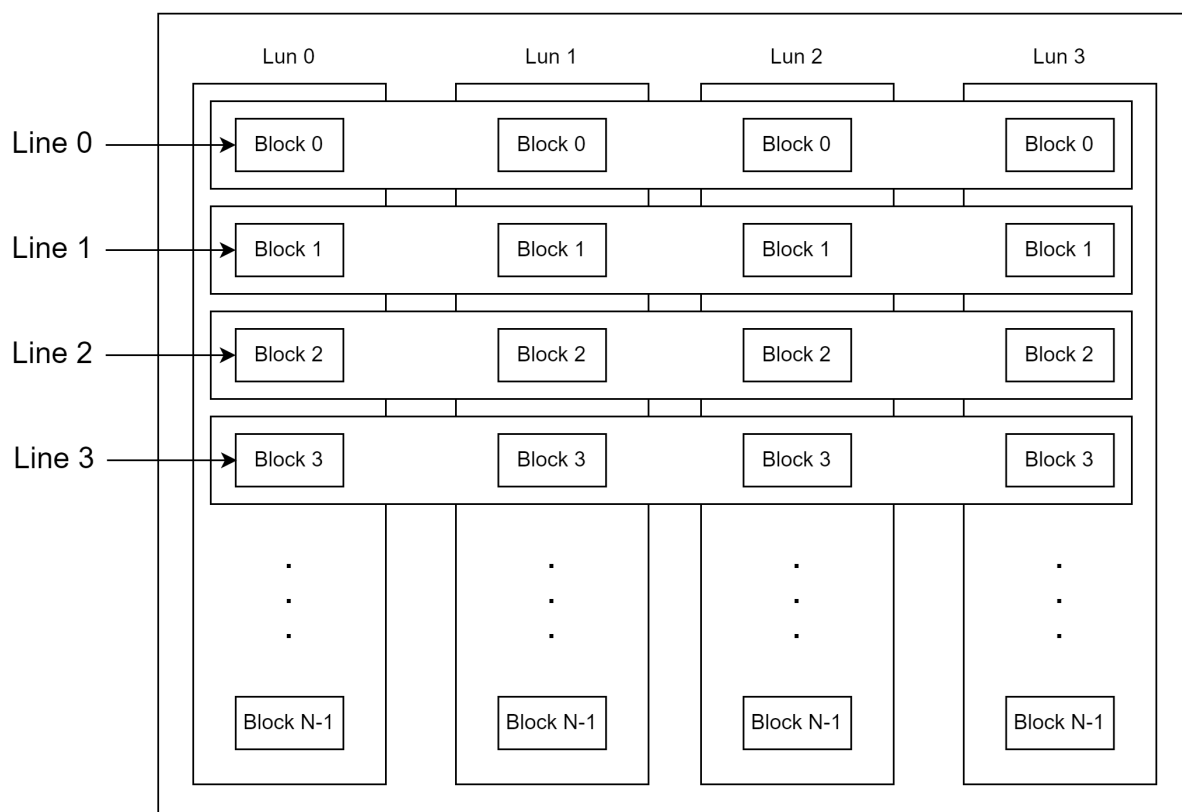 Lun 0 Lun 1 Lun 2 Lun 3
Line 0 Block 0 Block 0 Block 0 Block 0
Line 1 Block 1 Block 1 Block 1 Block 1
Line 2 Block 2 Block 2 Block 2 Block 2
Line 3 Block 3 Block 3 Block 3 Block 3
Block N-1 Block N-1 Block N-1 Block N-1